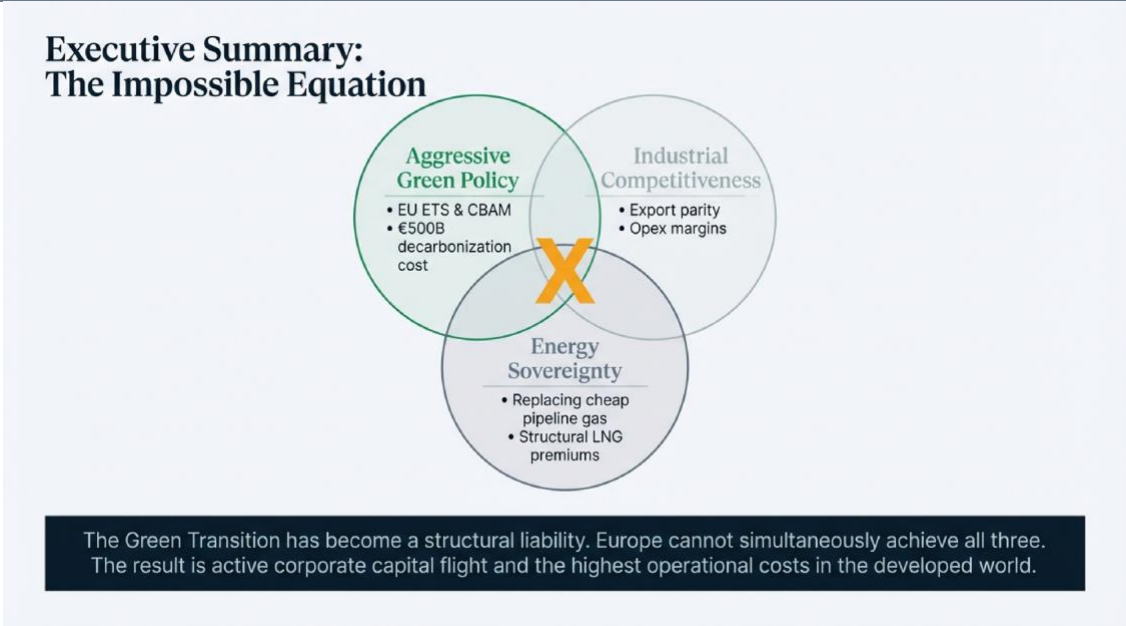 Executive Summary:
The Impossible Equation
Aggressive
Green Policy
• EU ETS & CBAM
• €500B
decarbonization
cost
Industrial
Competitiveness
• Export parity
• Opex margins
X
Energy
Sovereignty
• Replacing cheap
pipeline gas
• Structural LNG
premiums
The Green Transition has become a structural liability. Europe cannot simultaneously achieve all three.
The result is active corporate capital flight and the highest operational costs in the developed world.